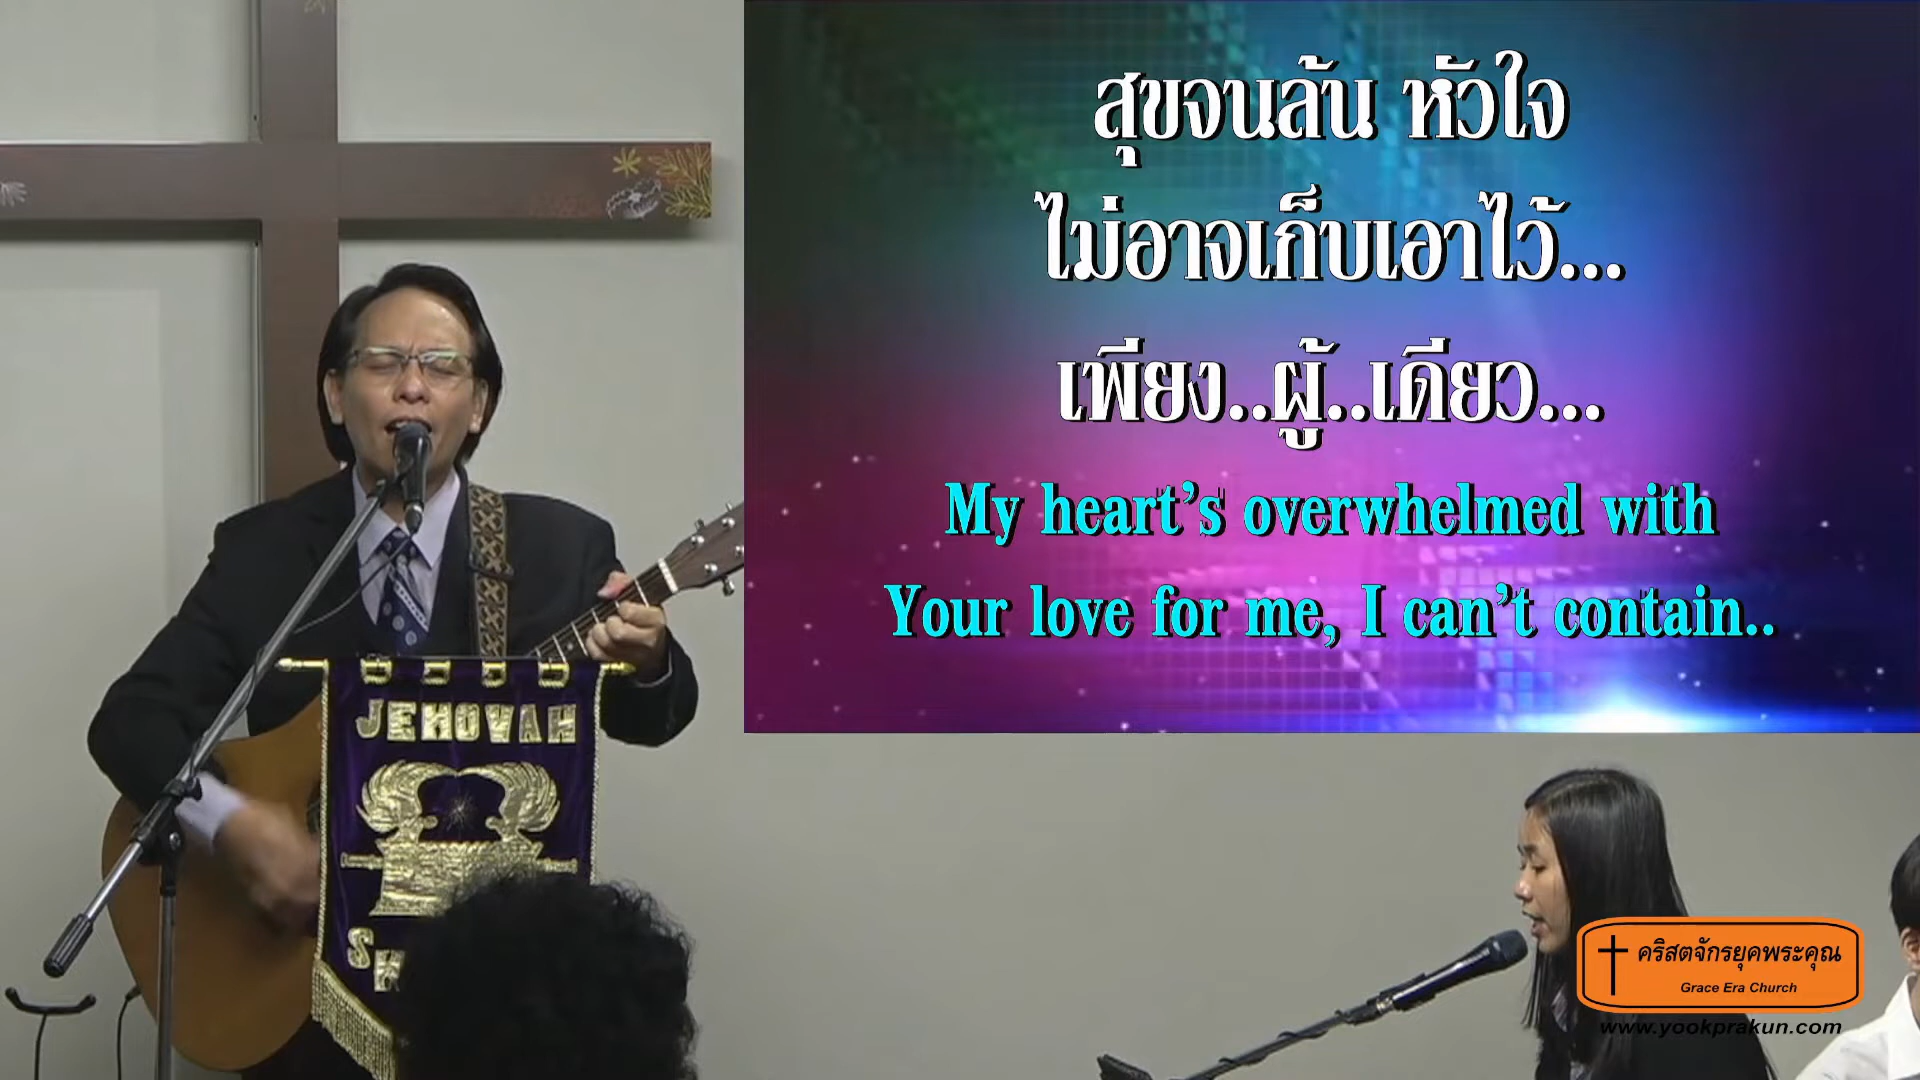 สุขจนล้น หัวใจ
ไม่อาจเก็บเอาไว้...
เพียง..ผู้..เดียว...
My heart's overwhelmed with
Your love for me, I can't contain..
JEHOVAH
คริสตจักรยุคพระคุณ
Grace Era Church
www.yookprakun.com